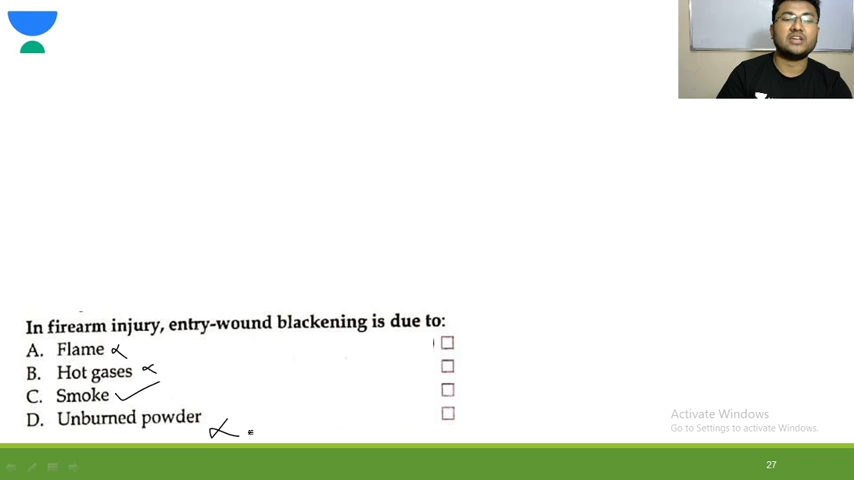 In firearm injury, entry-wound blackening is due to:
A. Flame
B. Hot gases
C. Smoke
D. Unburned powder
Activate Windows
Go to Settings to activate Windows.
27